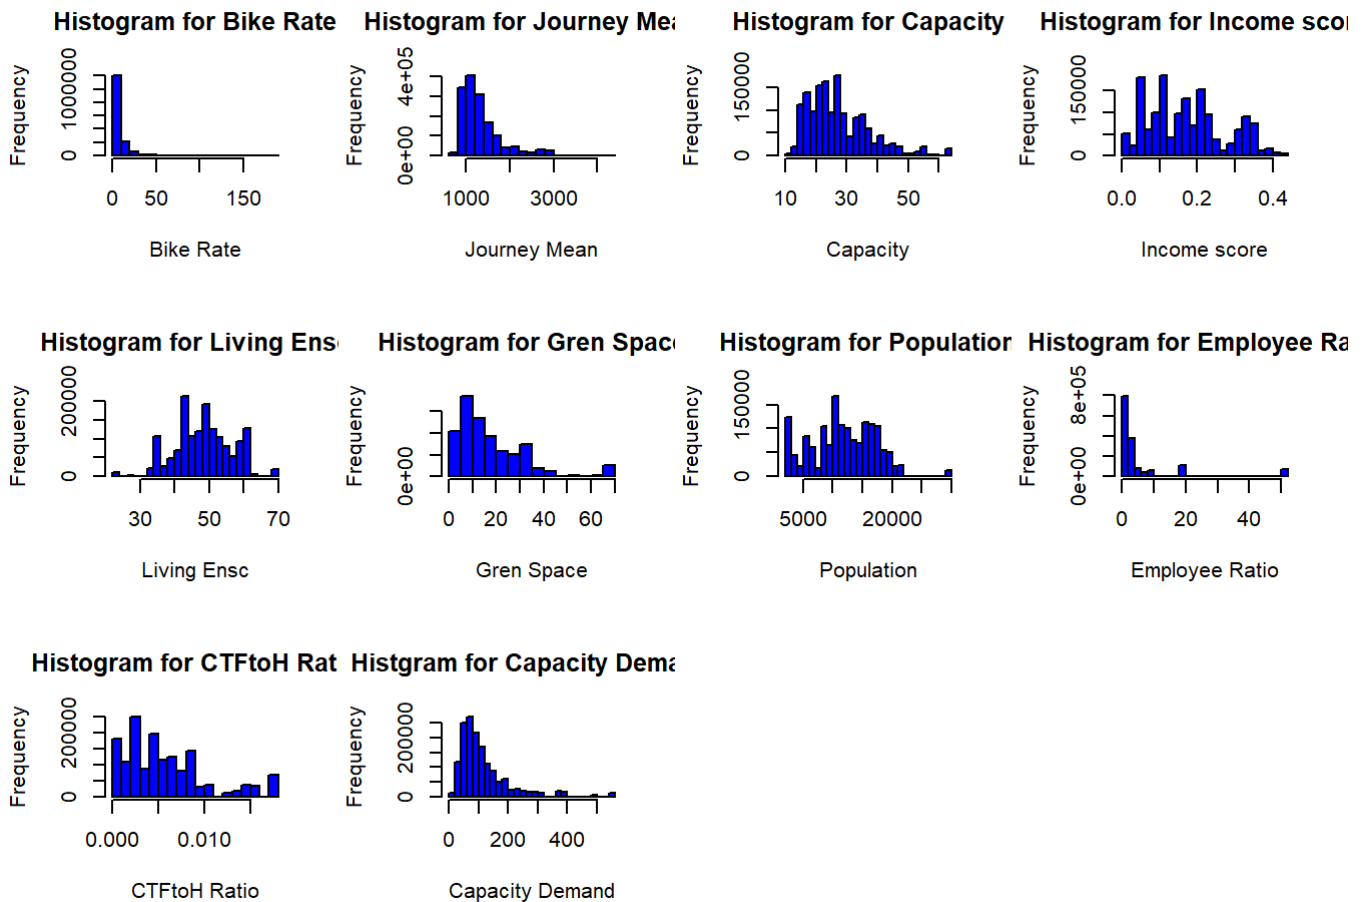 Histogram for Bike Rate
Frequency
0 1000000
0 50 150
Bike Rate
Histogram for Journey Mea
Frequency
0e+00 4e+05
1000 3000
Journey Mean
Histogram for Capacity
Frequency
0 150000
10 30 50
Capacity
Histogram for Income scor
Frequency
0 150000
0.0 0.2 0.4
Income score
Histogram for Living Ensc
Frequency
0 200000
30 50 70
Living Ensc
Histogram for Gren Space
Frequency
0e+00
0 20 40 60
Gren Space
Histogram for Population
Frequency
0 150000
5000 20000
Population
Histogram for Employee Ra
Frequency
0e+00 8e+05
0 20 40
Employee Ratio
Histogram for CTFtoH Rat
Frequency
0 200000
0.000 0.010
CTFtoH Ratio
Histgram for Capacity Dema
Frequency
0 200000
0 200 400
Capacity Demand